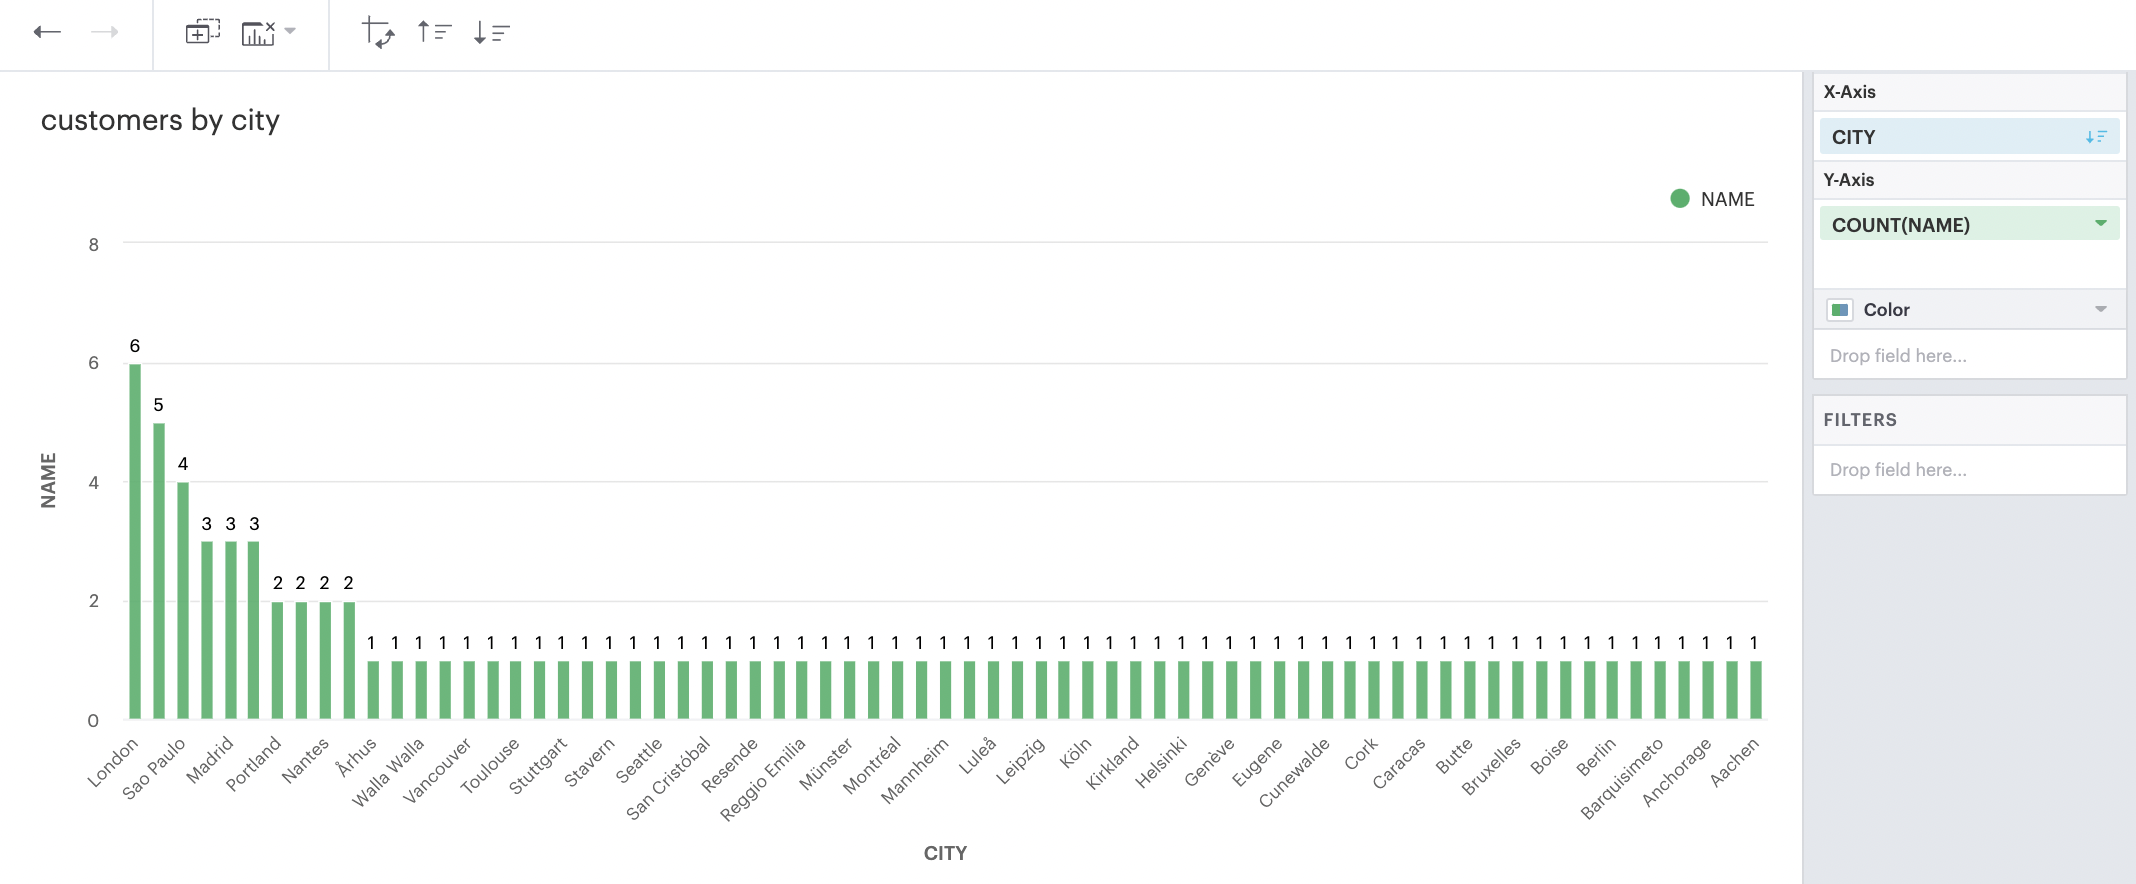 customers by city
NAME
8
6
4
2
0
NAME
6 5 4 3 3 3 2 2 2 2 1 1 1 1 1 1 1 1 1 1 1 1 1 1 1 1 1 1 1 1 1 1 1 1 1 1 1 1 1 1 1 1 1 1 1 1 1 1 1 1 1 1 1 1 1 1 1 1 1 1 1 1 1 1 1 1 1 1 1
London Sao Paulo Madrid Portland Nantes Århus Walla Walla Vancouver Toulouse Stuttgart Stavern Seattle San Cristóbal Resende Reggio Emilia Münster Montréal Mannheim Luleå Leipzig Köln Kirkland Helsinki Genève Eugene Cunewalde Cork Caracas Butte Bruxelles Boise Berlin Barquisimeto Anchorage Aachen
CITY
X-Axis
CITY
Y-Axis
COUNT(NAME)
Color
Drop field here...
FILTERS
Drop field here...